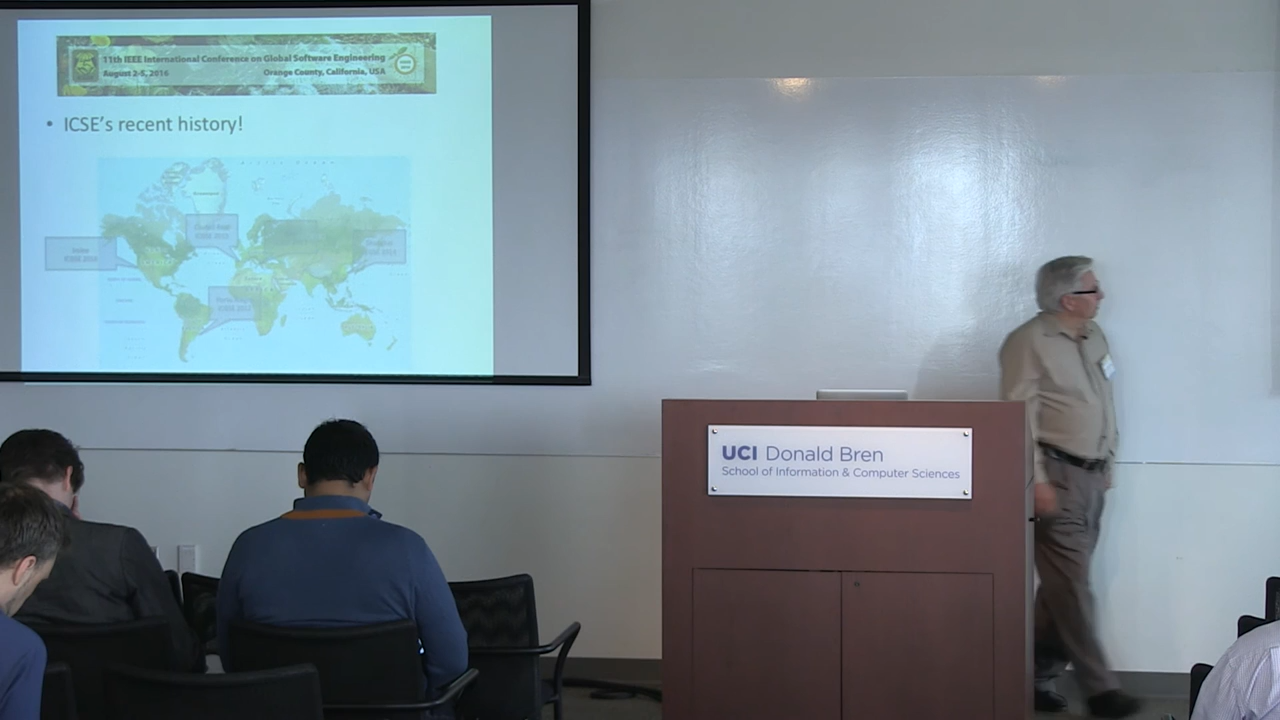 11th IEEE International Conference on Global Software Engineering
August 2-5, 2016 Orange County, California, USA
• ICSE's recent history!
UCI Donald Bren
School of Information & Computer Sciences